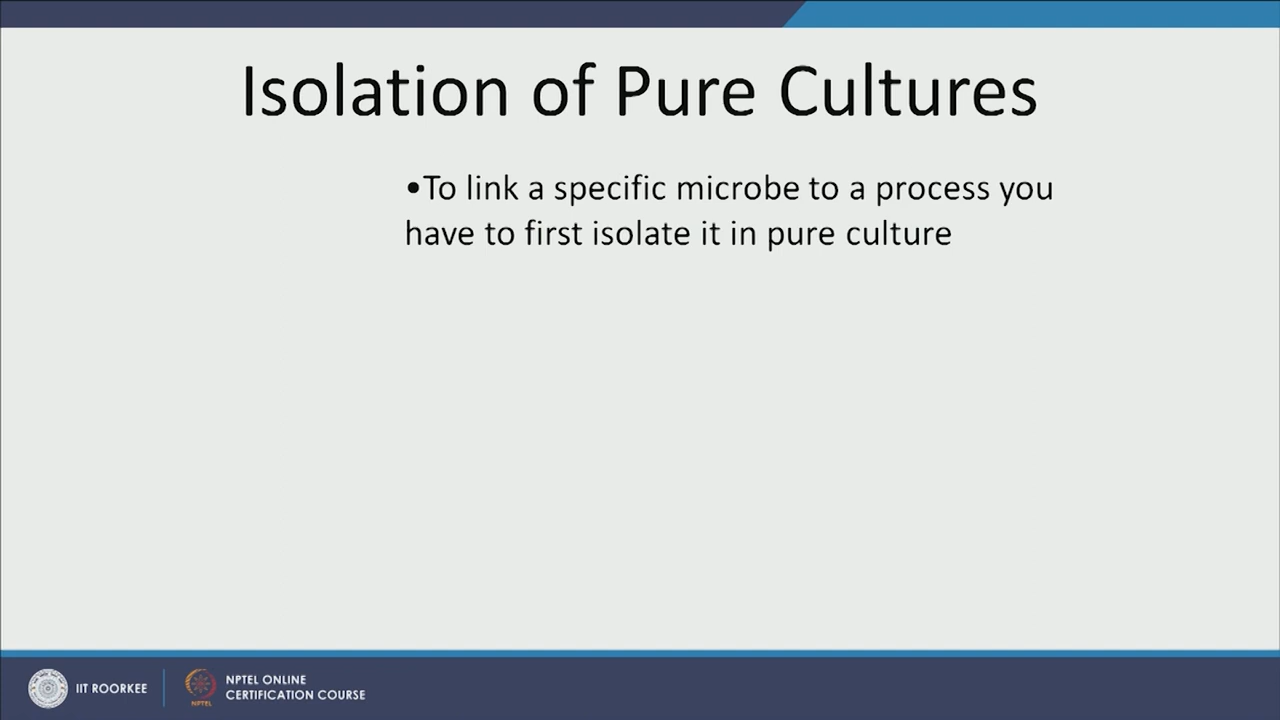 Isolation of Pure Cultures
•To link a specific microbe to a process you
have to first isolate it in pure culture
IIT ROORKEE
NPTEL ONLINE
CERTIFICATION COURSE
NPTEL